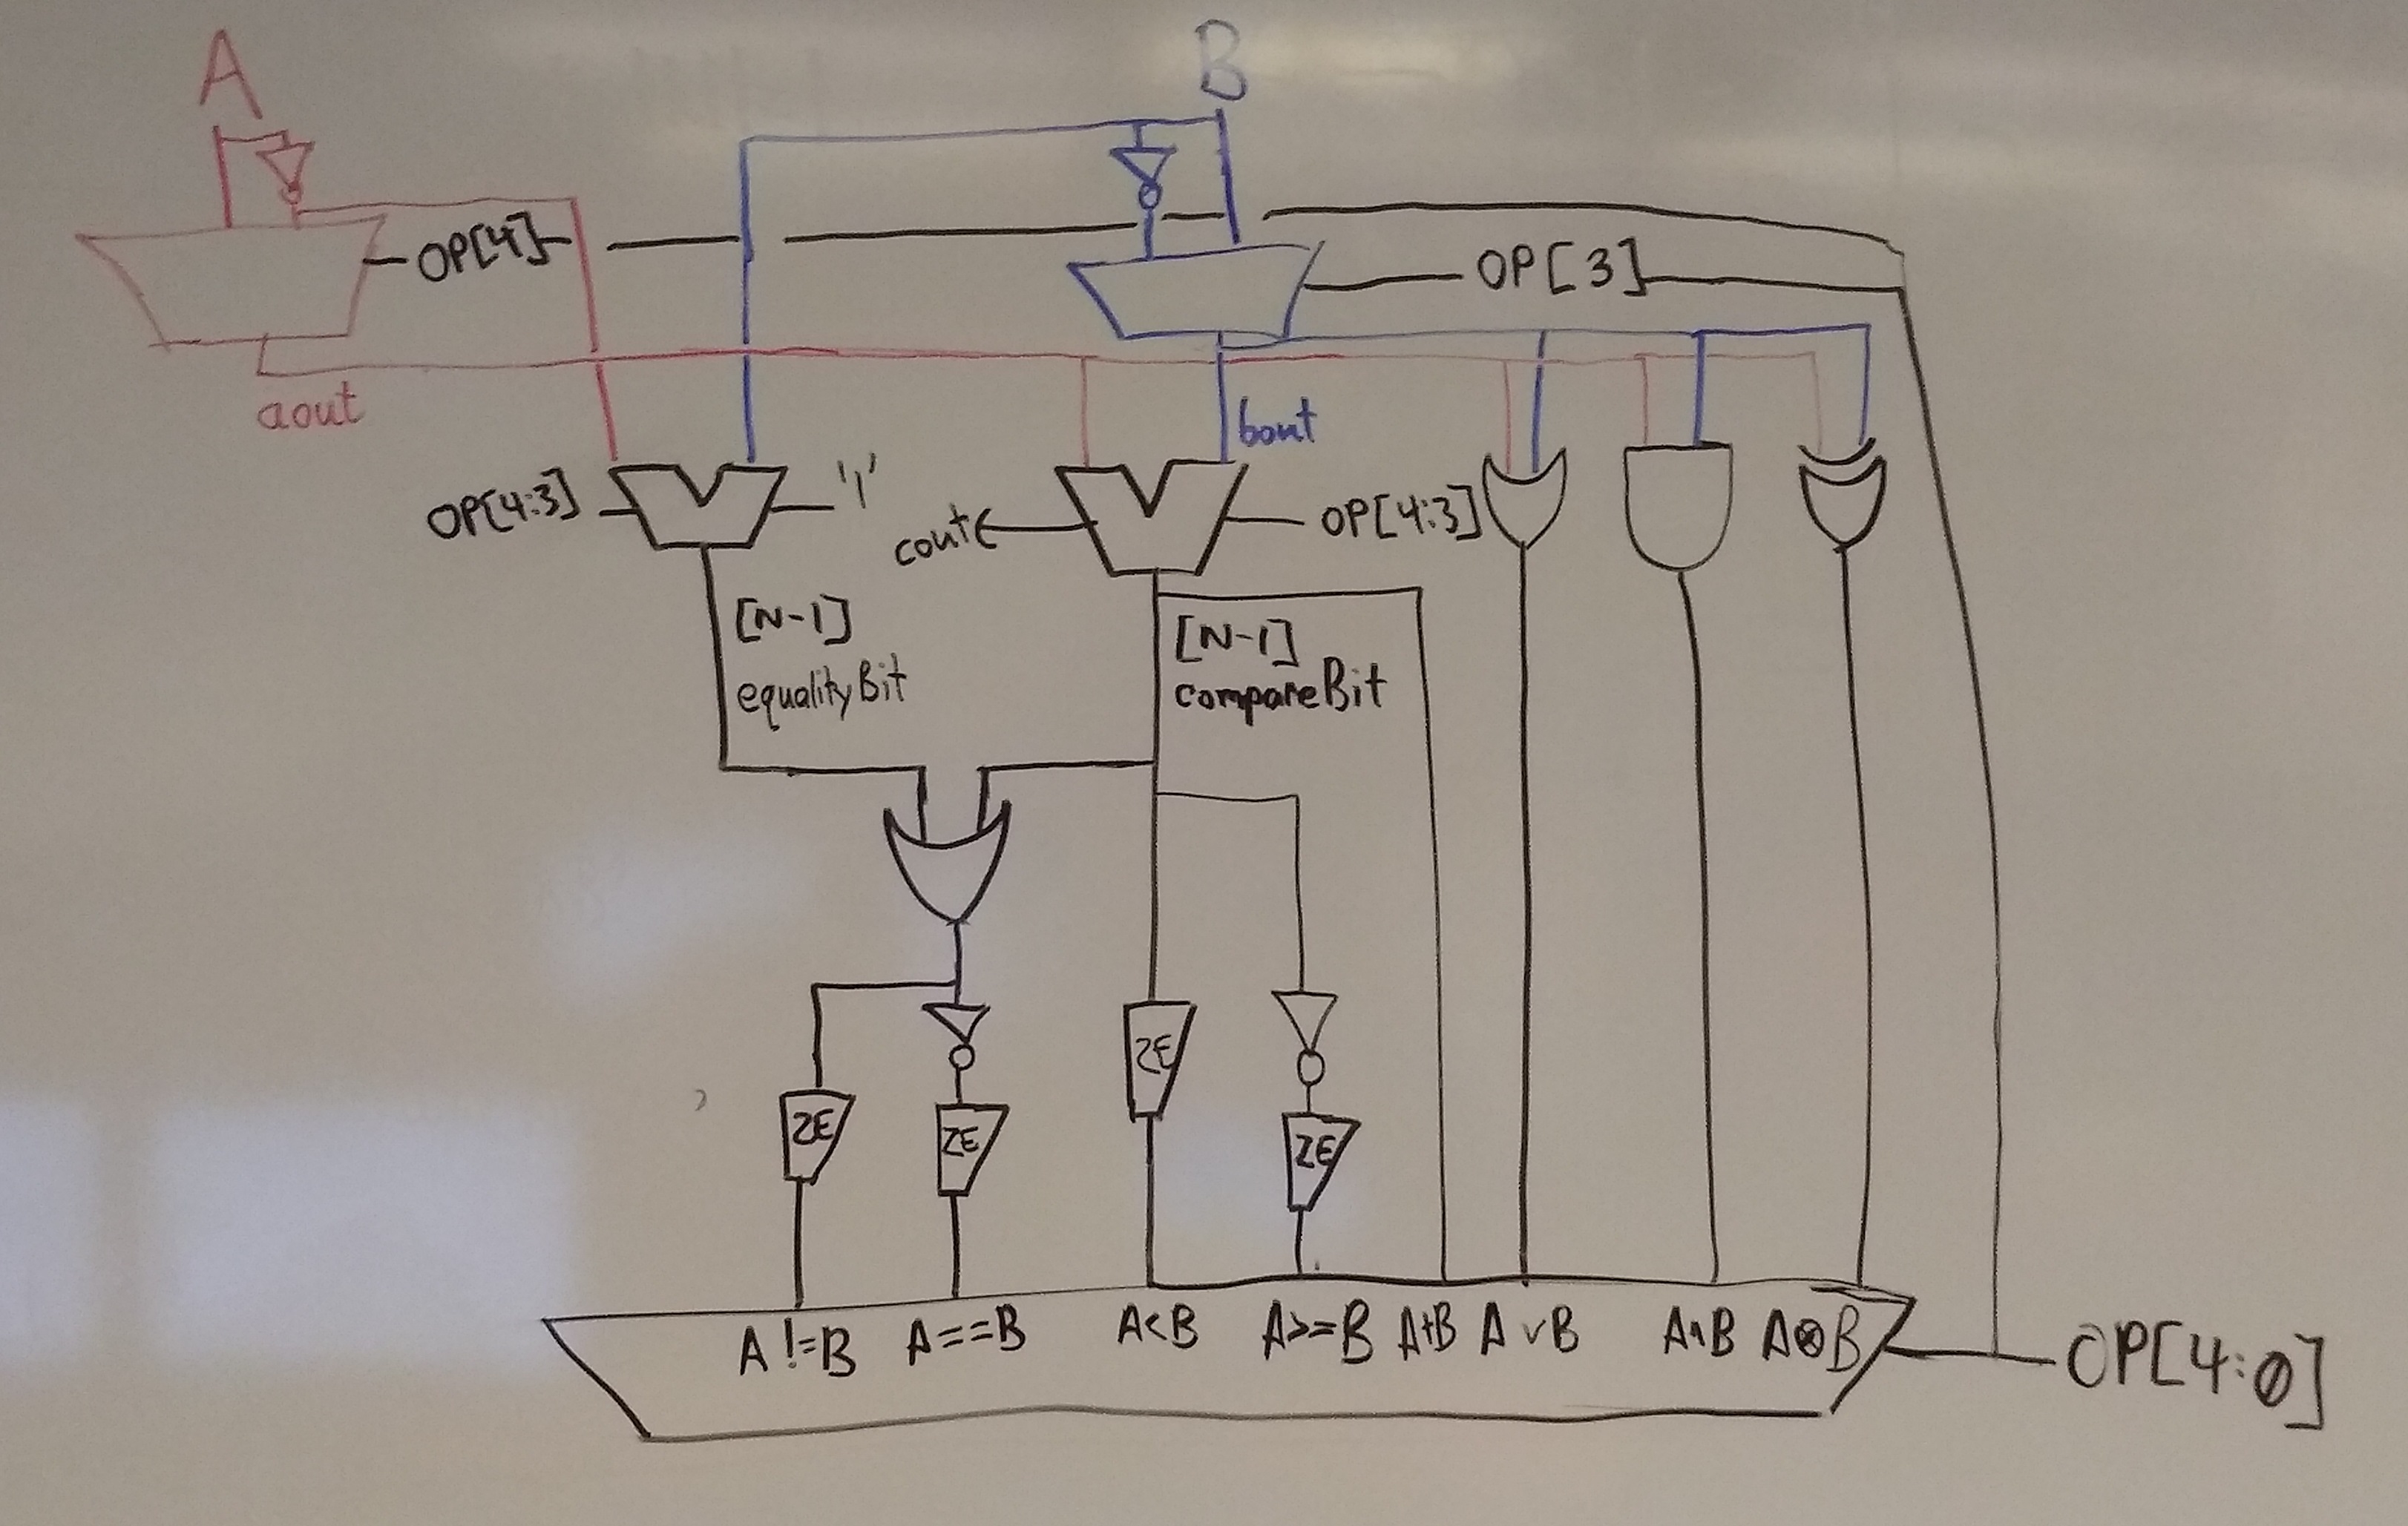 A
B
OP[4]
OP[3]
aout
bout
OP[4:3]
'1'
cout
OP[4:3]
[N-1]
equalityBit
[N-1]
compareBit
ZE
ZE
ZE
ZE
A!=B A==B A<B A>=B A+B A∨B A∧B A⊗B
OP[4:0]